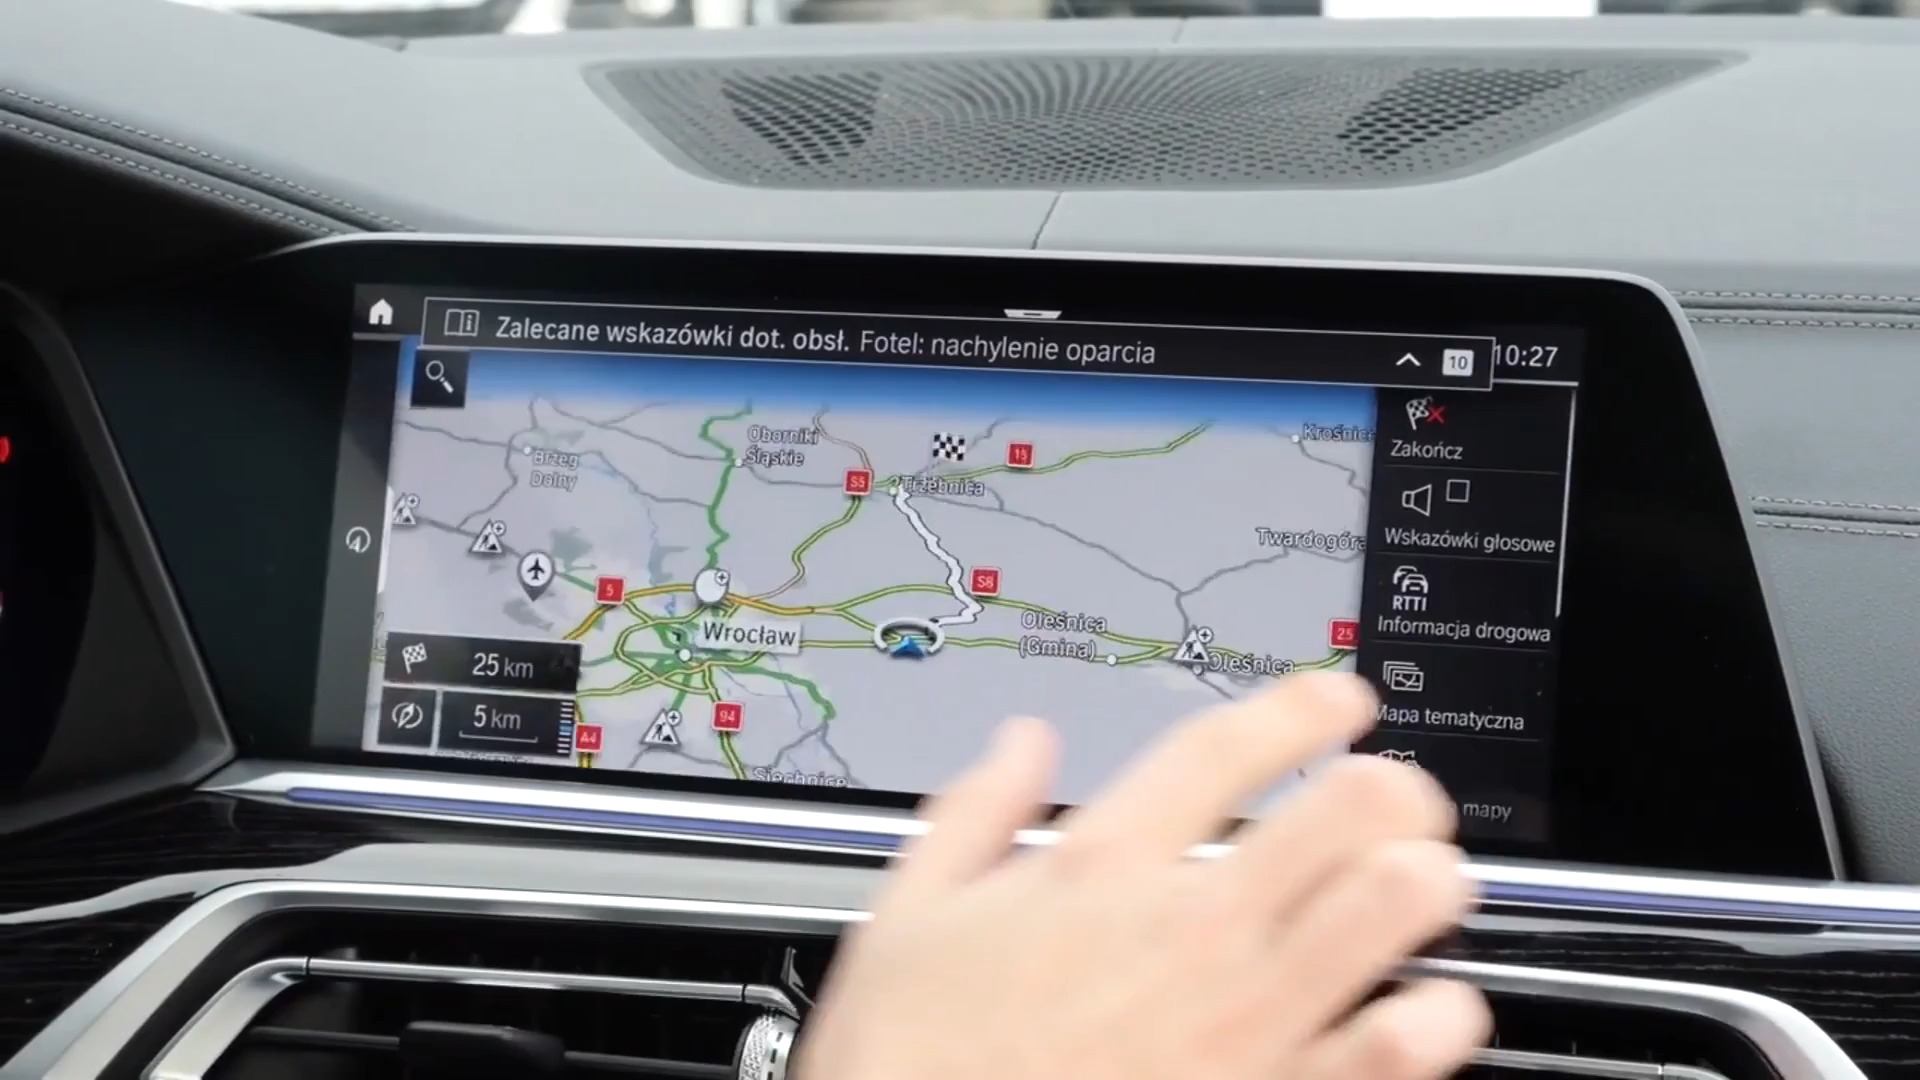 Zalecane wskazówki dot. obsł. Fotel: nachylenie oparcia
10
10:27
Zakończ
Wskazówki głosowe
RTTI
Informacja drogowa
Mapa tematyczna
mapy
Oborniki
Śląskie
Brzeg
Dolny
S5
Trzebnica
15
Twardogóra
5
S8
Wrocław
Oleśnica
(Gmina)
25
Oleśnica
25 km
5 km
94
A4